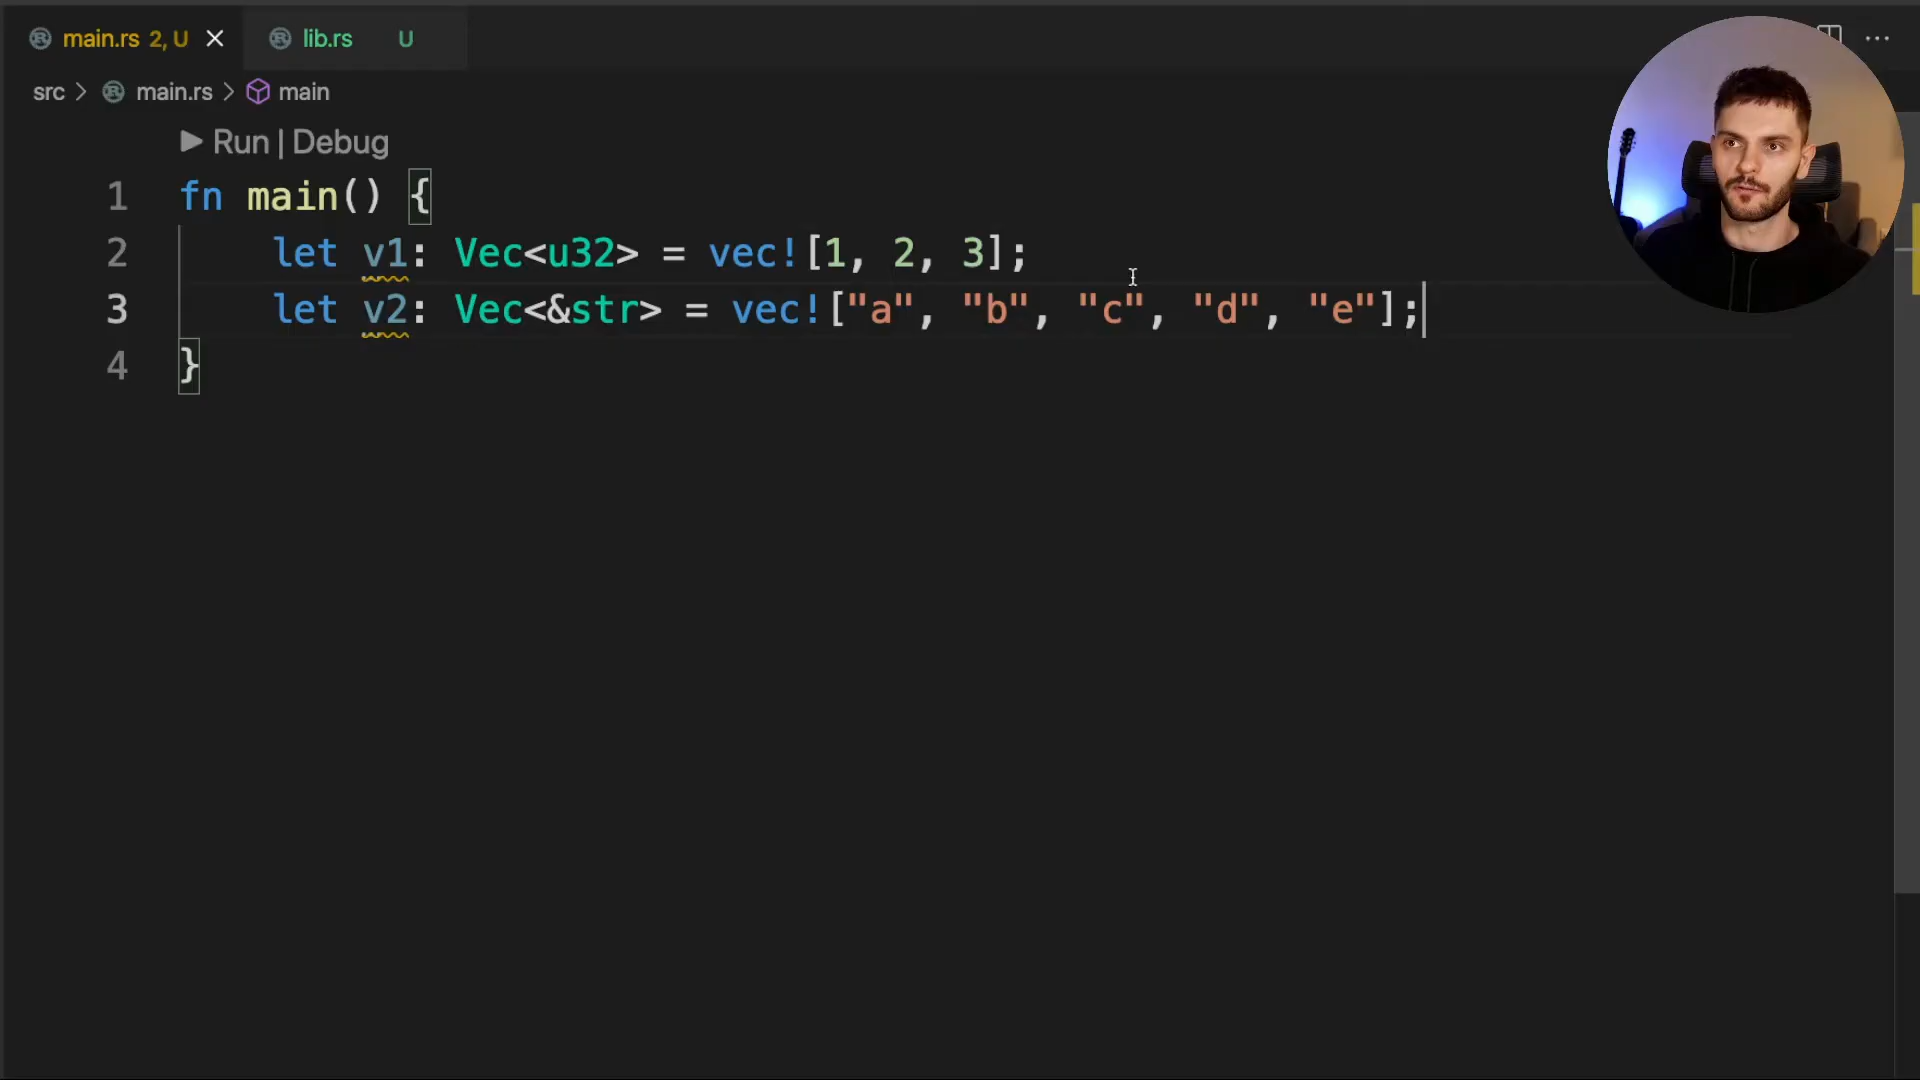 main.rs 2, U lib.rs U
src > main.rs > main
Run | Debug
1 fn main() {
2 let v1: Vec<u32> = vec![1, 2, 3];
3 let v2: Vec<&str> = vec!["a", "b", "c", "d", "e"];
4 }